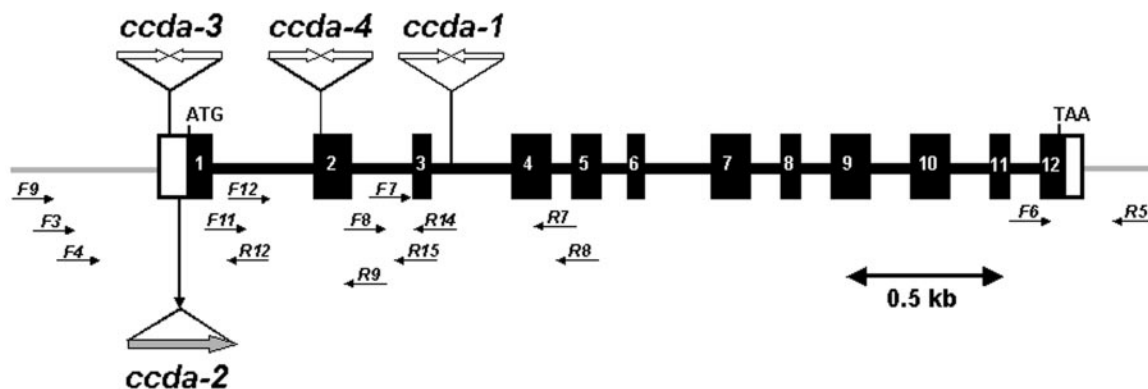 ccda-3 ccda-4 ccda-1
ATG TAA
1 2 3 4 5 6 7 8 9 10 11 12
F9 F12 F7
F3 F11 F8 R14 R7 F6 R5
F4 R12 R15 R8
R9
0.5 kb
ccda-2